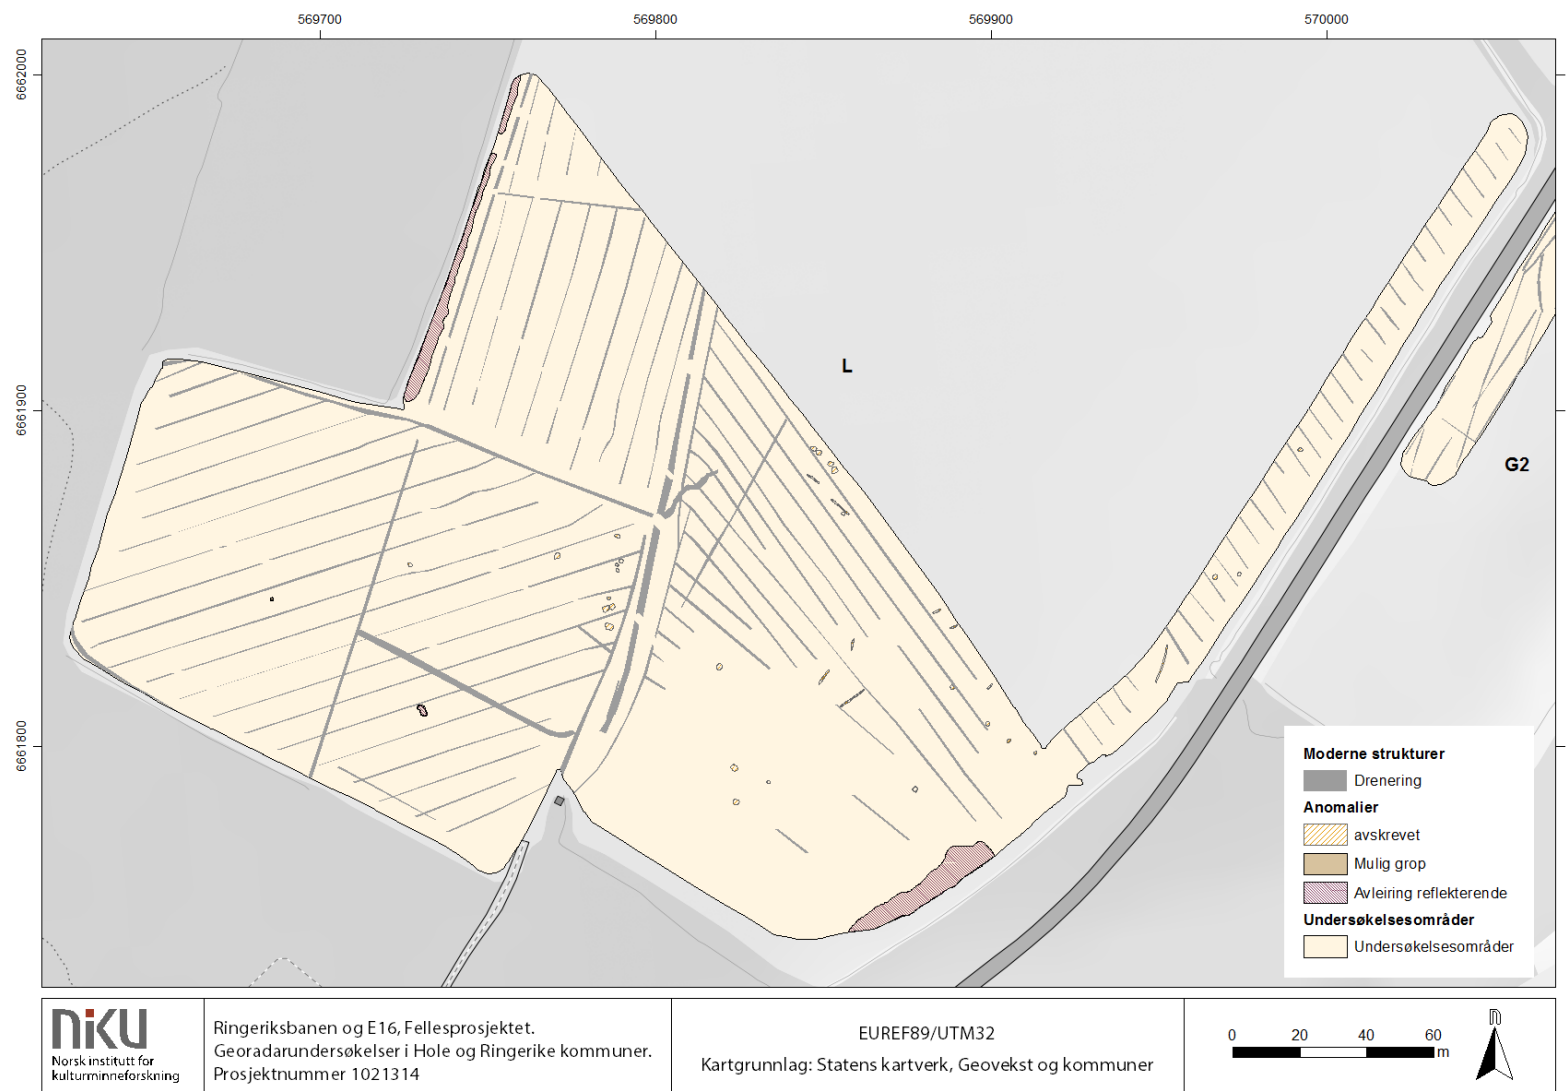 569700
569800
569900
570000
6662000
6661900
6661800
L
G2
Moderne strukturer
Drenering
Anomalier
avskrevet
Mulig grop
Avleiring reflekterende
Undersøkelsesområder
Undersøkelsesområder
niKU
Norsk institutt for
kulturminneforskning
Ringeriksbanen og E16, Fellesprosjektet.
Georadarundersøkelser i Hole og Ringerike kommuner.
Prosjektnummer 1021314
EUREF89/UTM32
Kartgrunnlag: Statens kartverk, Geovekst og kommuner
0 20 40 60
m
n